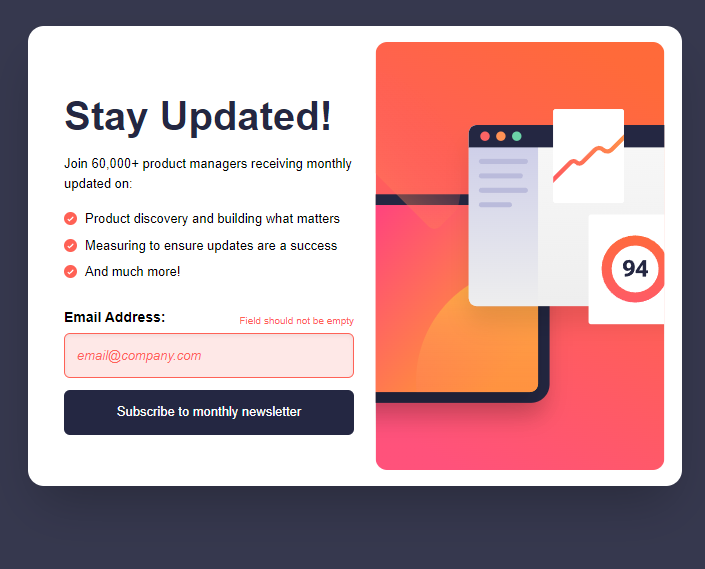 Stay Updated!
Join 60,000+ product managers receiving monthly
updated on:
Product discovery and building what matters
Measuring to ensure updates are a success
And much more!
Email Address:
Field should not be empty
email@company.com
Subscribe to monthly newsletter
94